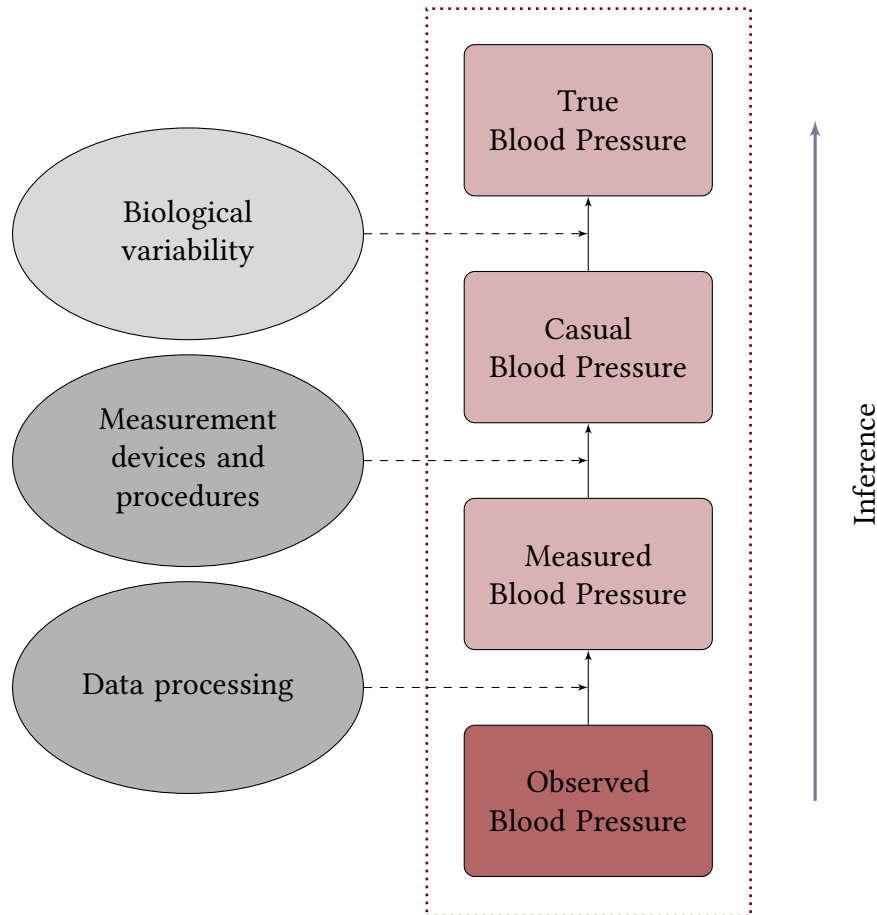 True
Blood Pressure
Biological
variability
Casual
Blood Pressure
Measurement
devices and
procedures
Inference
Measured
Blood Pressure
Data processing
Observed
Blood Pressure